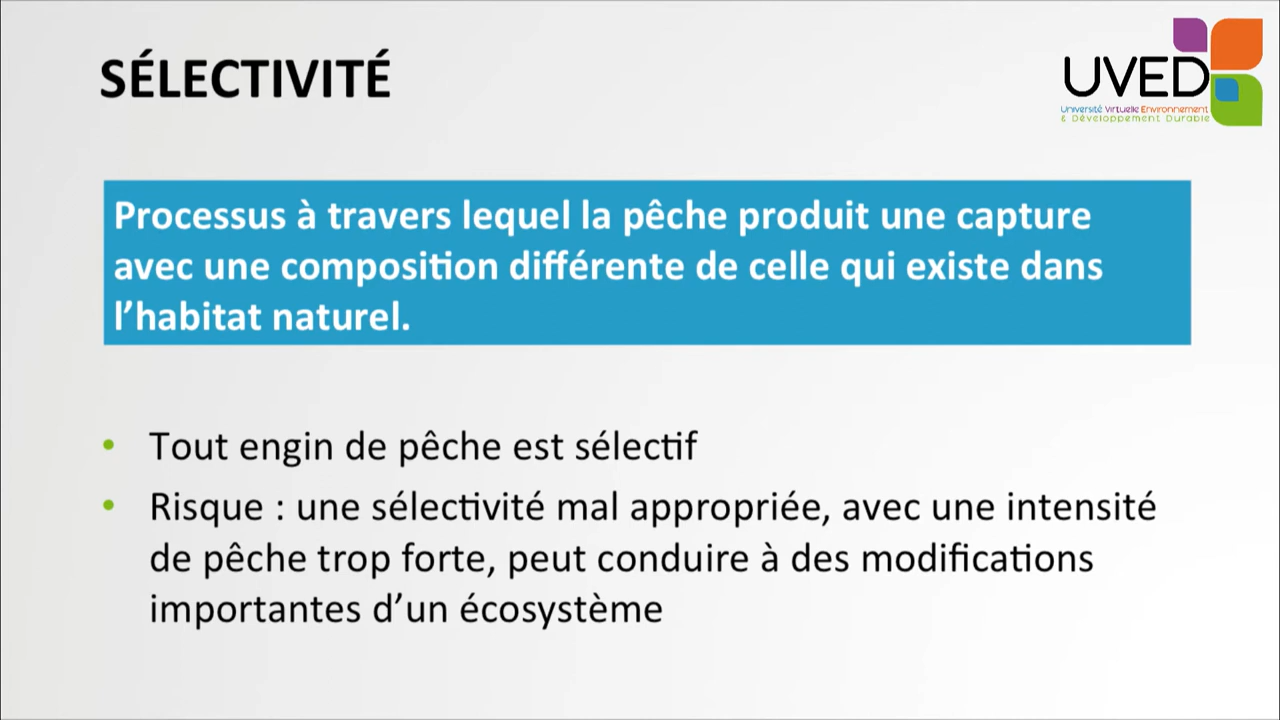 SÉLECTIVITÉ
UVED
Université Virtuelle Environnement
& Développement Durable
Processus à travers lequel la pêche produit une capture
avec une composition différente de celle qui existe dans
l’habitat naturel.
• Tout engin de pêche est sélectif
• Risque : une sélectivité mal appropriée, avec une intensité
de pêche trop forte, peut conduire à des modifications
importantes d’un écosystème